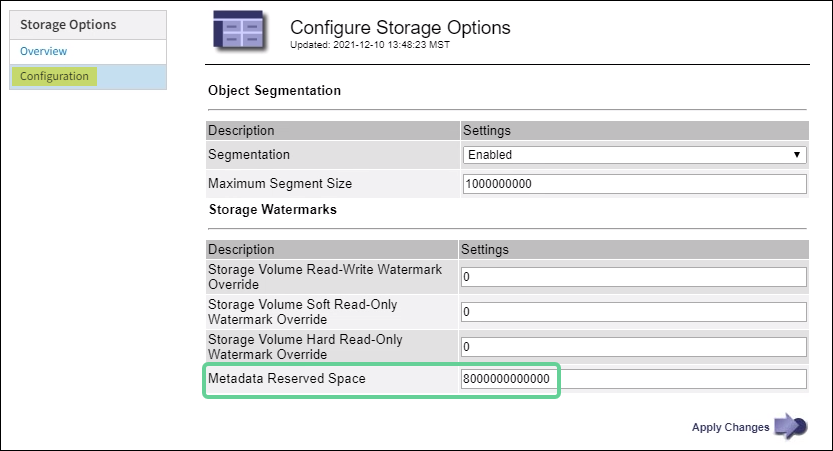 Storage Options
Overview
Configuration
Configure Storage Options
Updated: 2021-12-10 13:48:23 MST
Object Segmentation
Description Settings
Segmentation Enabled
Maximum Segment Size 1000000000
Storage Watermarks
Description Settings
Storage Volume Read-Write Watermark
Override 0
Storage Volume Soft Read-Only
Watermark Override 0
Storage Volume Hard Read-Only
Watermark Override 0
Metadata Reserved Space 8000000000000
Apply Changes